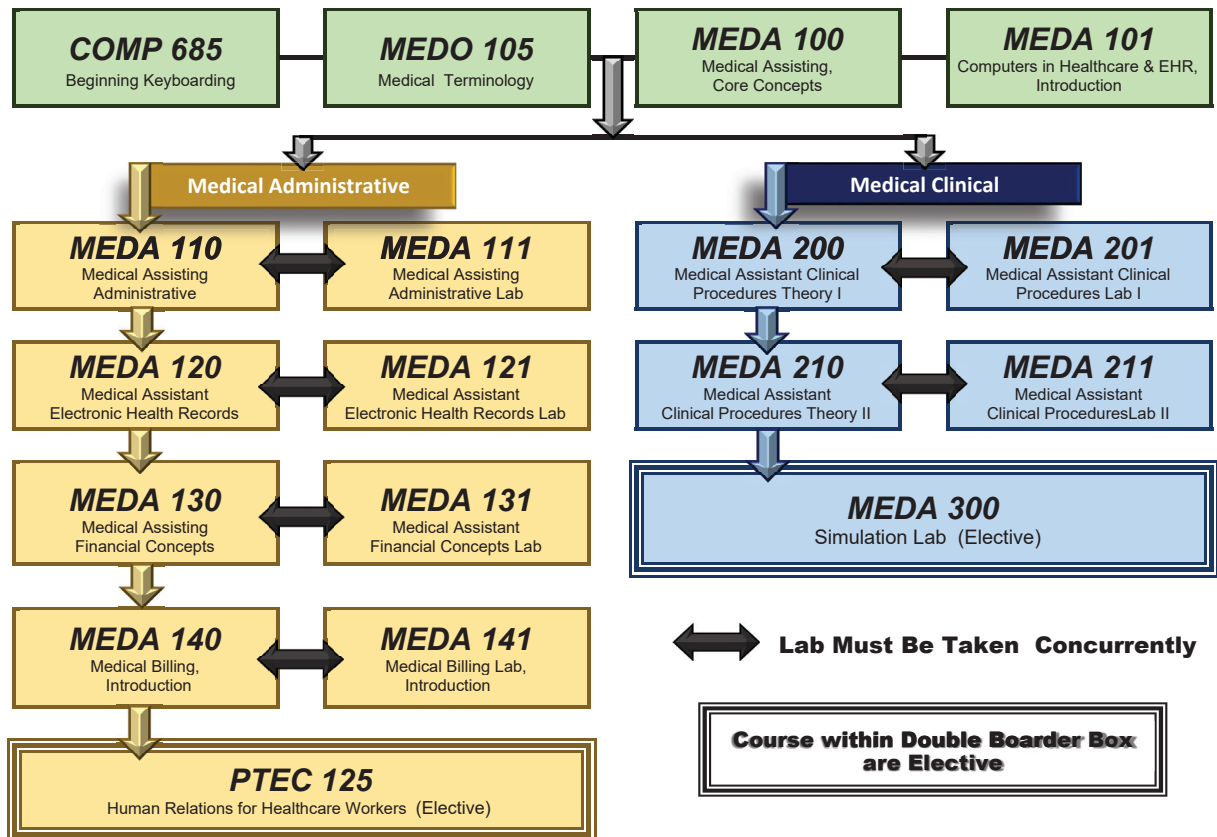 COMP 685
Beginning Keyboarding
MEDO 105
Medical Terminology
MEDA 100
Medical Assisting,
Core Concepts
MEDA 101
Computers in Healthcare & EHR,
Introduction
Medical Administrative
MEDA 110
Medical Assisting
Administrative
MEDA 111
Medical Assisting
Administrative Lab
MEDA 120
Medical Assistant
Electronic Health Records
MEDA 121
Medical Assistant
Electronic Health Records Lab
MEDA 130
Medical Assisting
Financial Concepts
MEDA 131
Medical Assistant
Financial Concepts Lab
MEDA 140
Medical Billing,
Introduction
MEDA 141
Medical Billing Lab,
Introduction
PTEC 125
Human Relations for Healthcare Workers (Elective)
Medical Clinical
MEDA 200
Medical Assistant Clinical
Procedures Theory I
MEDA 201
Medical Assistant Clinical
Procedures Lab I
MEDA 210
Medical Assistant
Clinical Procedures Theory II
MEDA 211
Medical Assistant
Clinical ProceduresLab II
MEDA 300
Simulation Lab (Elective)
Lab Must Be Taken Concurrently
Course within Double Boarder Box
are Elective